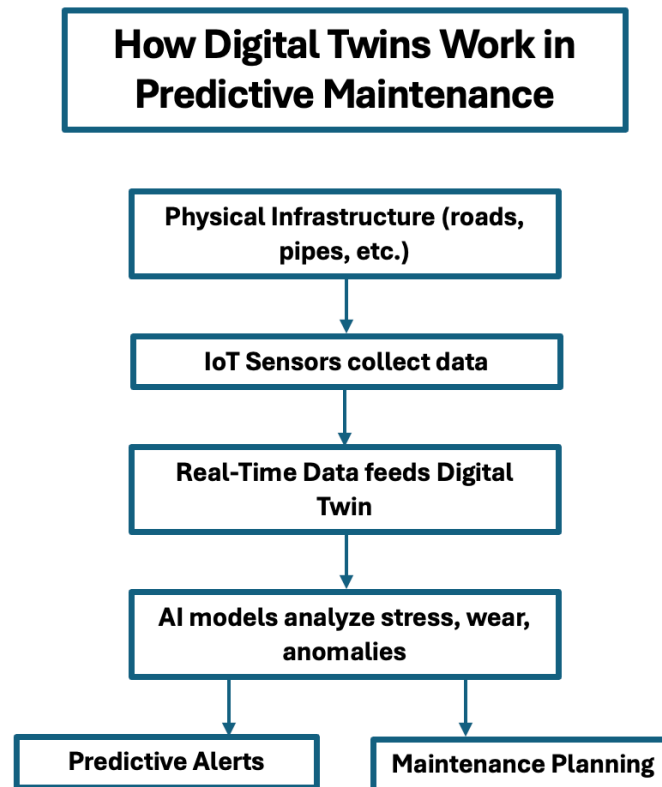 How Digital Twins Work in
Predictive Maintenance
Physical Infrastructure (roads,
pipes, etc.)
IoT Sensors collect data
Real-Time Data feeds Digital
Twin
AI models analyze stress, wear,
anomalies
Predictive Alerts
Maintenance Planning